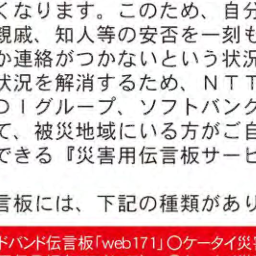 くなります。このため、自分
親戚、知人等の安否を一刻も
か連絡がつかないという状況
状況を解消するため、ＮＴＴ
ＤＩグループ、ソフトバンク
て、被災地域にいる方がご自
できる『災害用伝言板サービ
言板には、下記の種類があり
ドバンド伝言板「web171」〇ケータイ災害